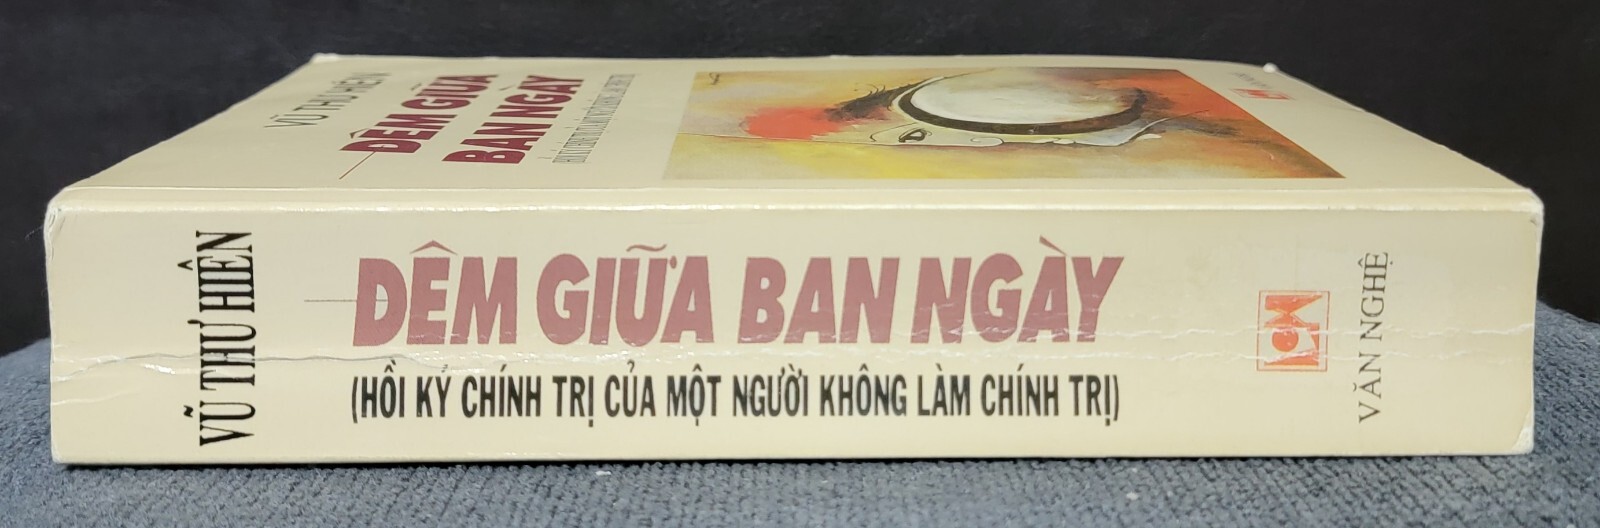 VŨ THƯ HIÊN
ĐÊM GIỮA
BAN NGÀY
VŨ THƯ HIÊN
ĐÊM GIỮA BAN NGÀY
(HỒI KÝ CHÍNH TRỊ CỦA MỘT NGƯỜI KHÔNG LÀM CHÍNH TRỊ)
VĂN NGHỆ